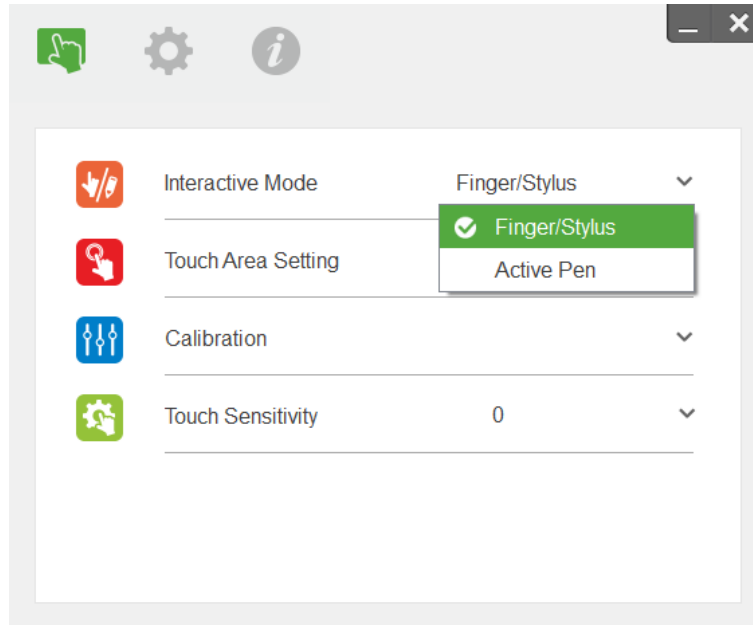 Interactive Mode Finger/Stylus
Finger/Stylus
Touch Area Setting
Active Pen
Calibration
Touch Sensitivity 0